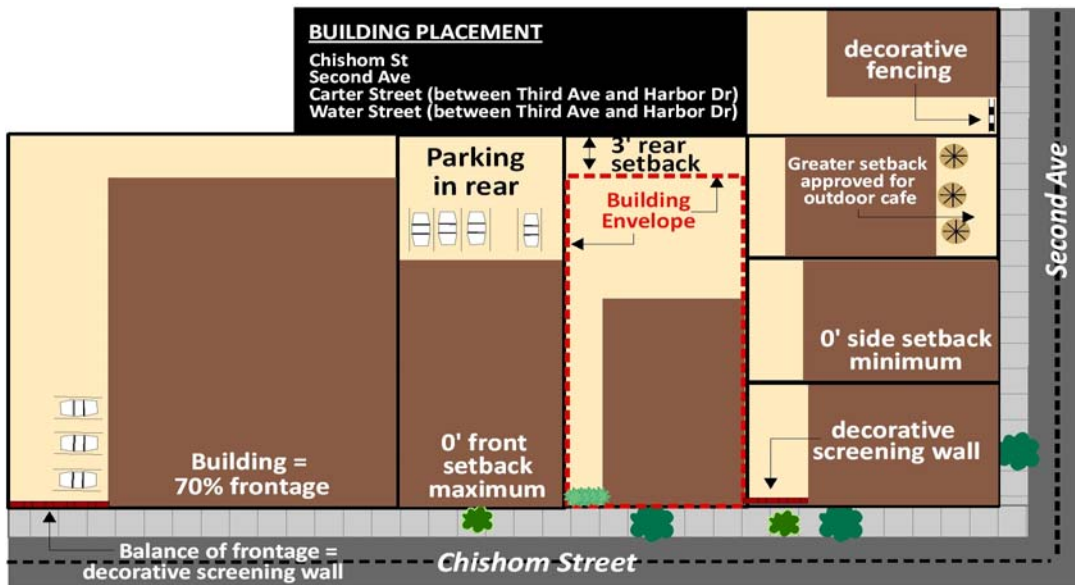 BUILDING PLACEMENT
Chishom St
Second Ave
Carter Street (between Third Ave and Harbor Dr)
Water Street (between Third Ave and Harbor Dr)
decorative
fencing
Parking
in rear
3' rear
setback
Building
Envelope
Greater setback
approved for
outdoor cafe
Second Ave
0' side setback
minimum
Building =
70% frontage
0' front
setback
maximum
decorative
screening wall
Balance of frontage =
decorative screening wall
Chishom Street